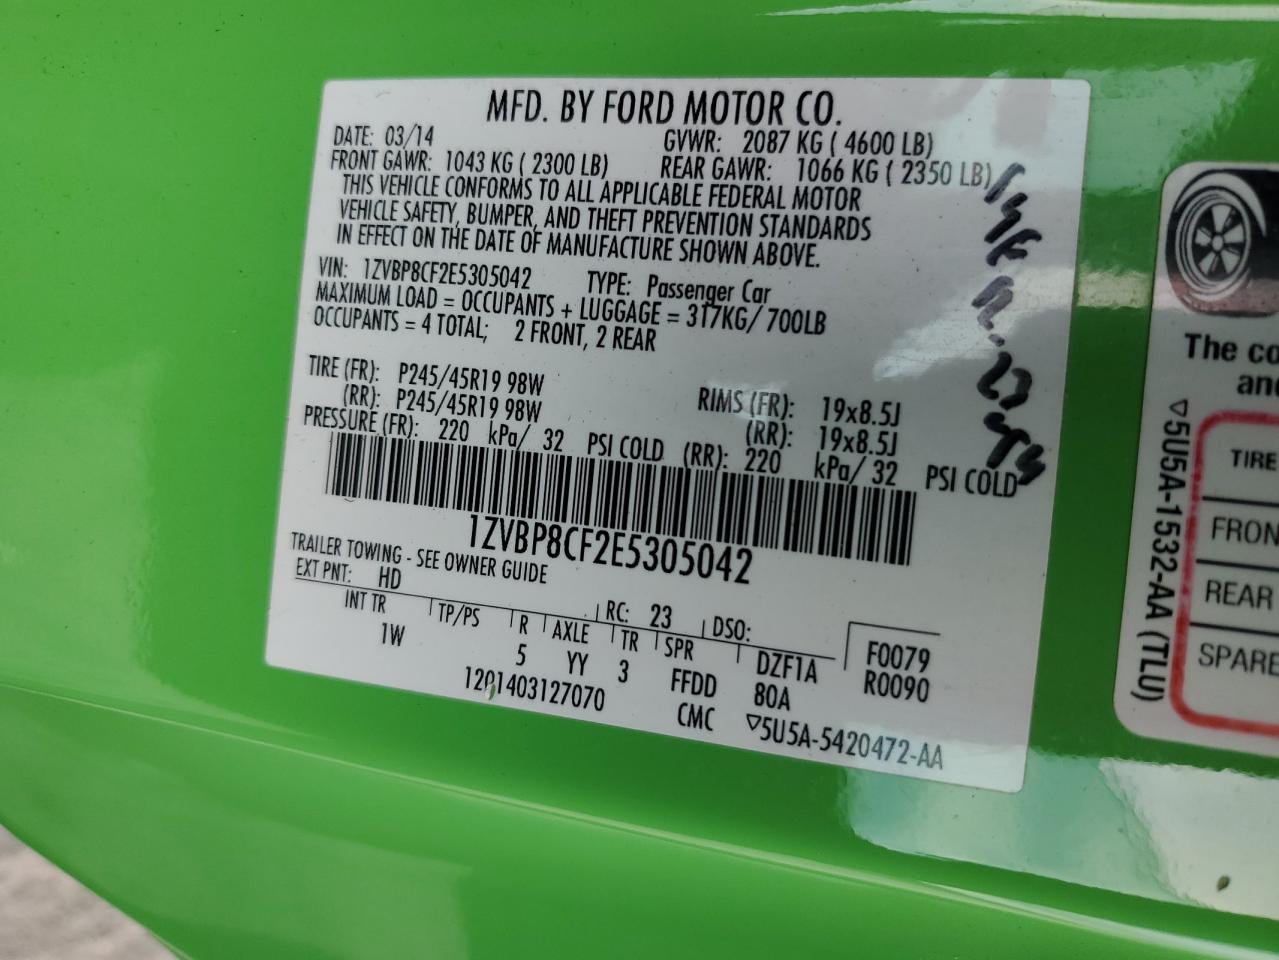 MFD. BY FORD MOTOR CO.
DATE: 03/14
GVWR: 2087 KG ( 4600 LB)
FRONT GAWR: 1043 KG ( 2300 LB)
REAR GAWR: 1066 KG ( 2350 LB)
THIS VEHICLE CONFORMS TO ALL APPLICABLE FEDERAL MOTOR
VEHICLE SAFETY, BUMPER, AND THEFT PREVENTION STANDARDS
IN EFFECT ON THE DATE OF MANUFACTURE SHOWN ABOVE.
VIN: 1ZVBP8CF2E5305042 TYPE: Passenger Car
MAXIMUM LOAD = OCCUPANTS + LUGGAGE = 317KG/ 700LB
OCCUPANTS = 4 TOTAL; 2 FRONT, 2 REAR
TIRE (FR): P245/45R19 98W RIMS (FR): 19x8.5J
(RR): P245/45R19 98W (RR): 19x8.5J
PRESSURE (FR): 220 kPa/ 32 PSI COLD (RR): 220 kPa/ 32 PSI COLD
1ZVBP8CF2E5305042
TRAILER TOWING - SEE OWNER GUIDE
EXT PNT: HD RC: 23 DSO:
INT TR TP/PS R AXLE TR SPR DZF1A F0079
1W 5 YY 3 FFDD 80A R0090
1201403127070 CMC 5U5A-5420472-AA
The co
and
TIRE
FRON
REAR
SPARE
5U5A-1532-AA (TLU)